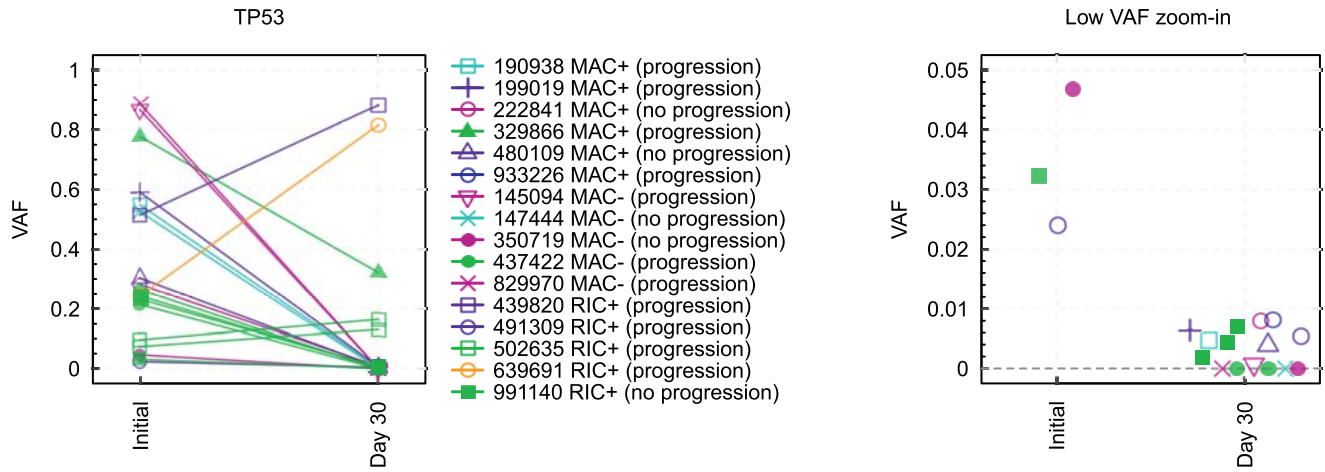 TP53
VAF
1
0.8
0.6
0.4
0.2
0
Initial
Day 30
190938 MAC+ (progression)
199019 MAC+ (progression)
222841 MAC+ (no progression)
329866 MAC+ (progression)
480109 MAC+ (no progression)
933226 MAC+ (progression)
145094 MAC- (progression)
147444 MAC- (no progression)
350719 MAC- (no progression)
437422 MAC- (progression)
829970 MAC- (progression)
439820 RIC+ (progression)
491309 RIC+ (progression)
502635 RIC+ (progression)
639691 RIC+ (progression)
991140 RIC+ (no progression)
Low VAF zoom-in
VAF
0.05
0.04
0.03
0.02
0.01
0
Initial
Day 30